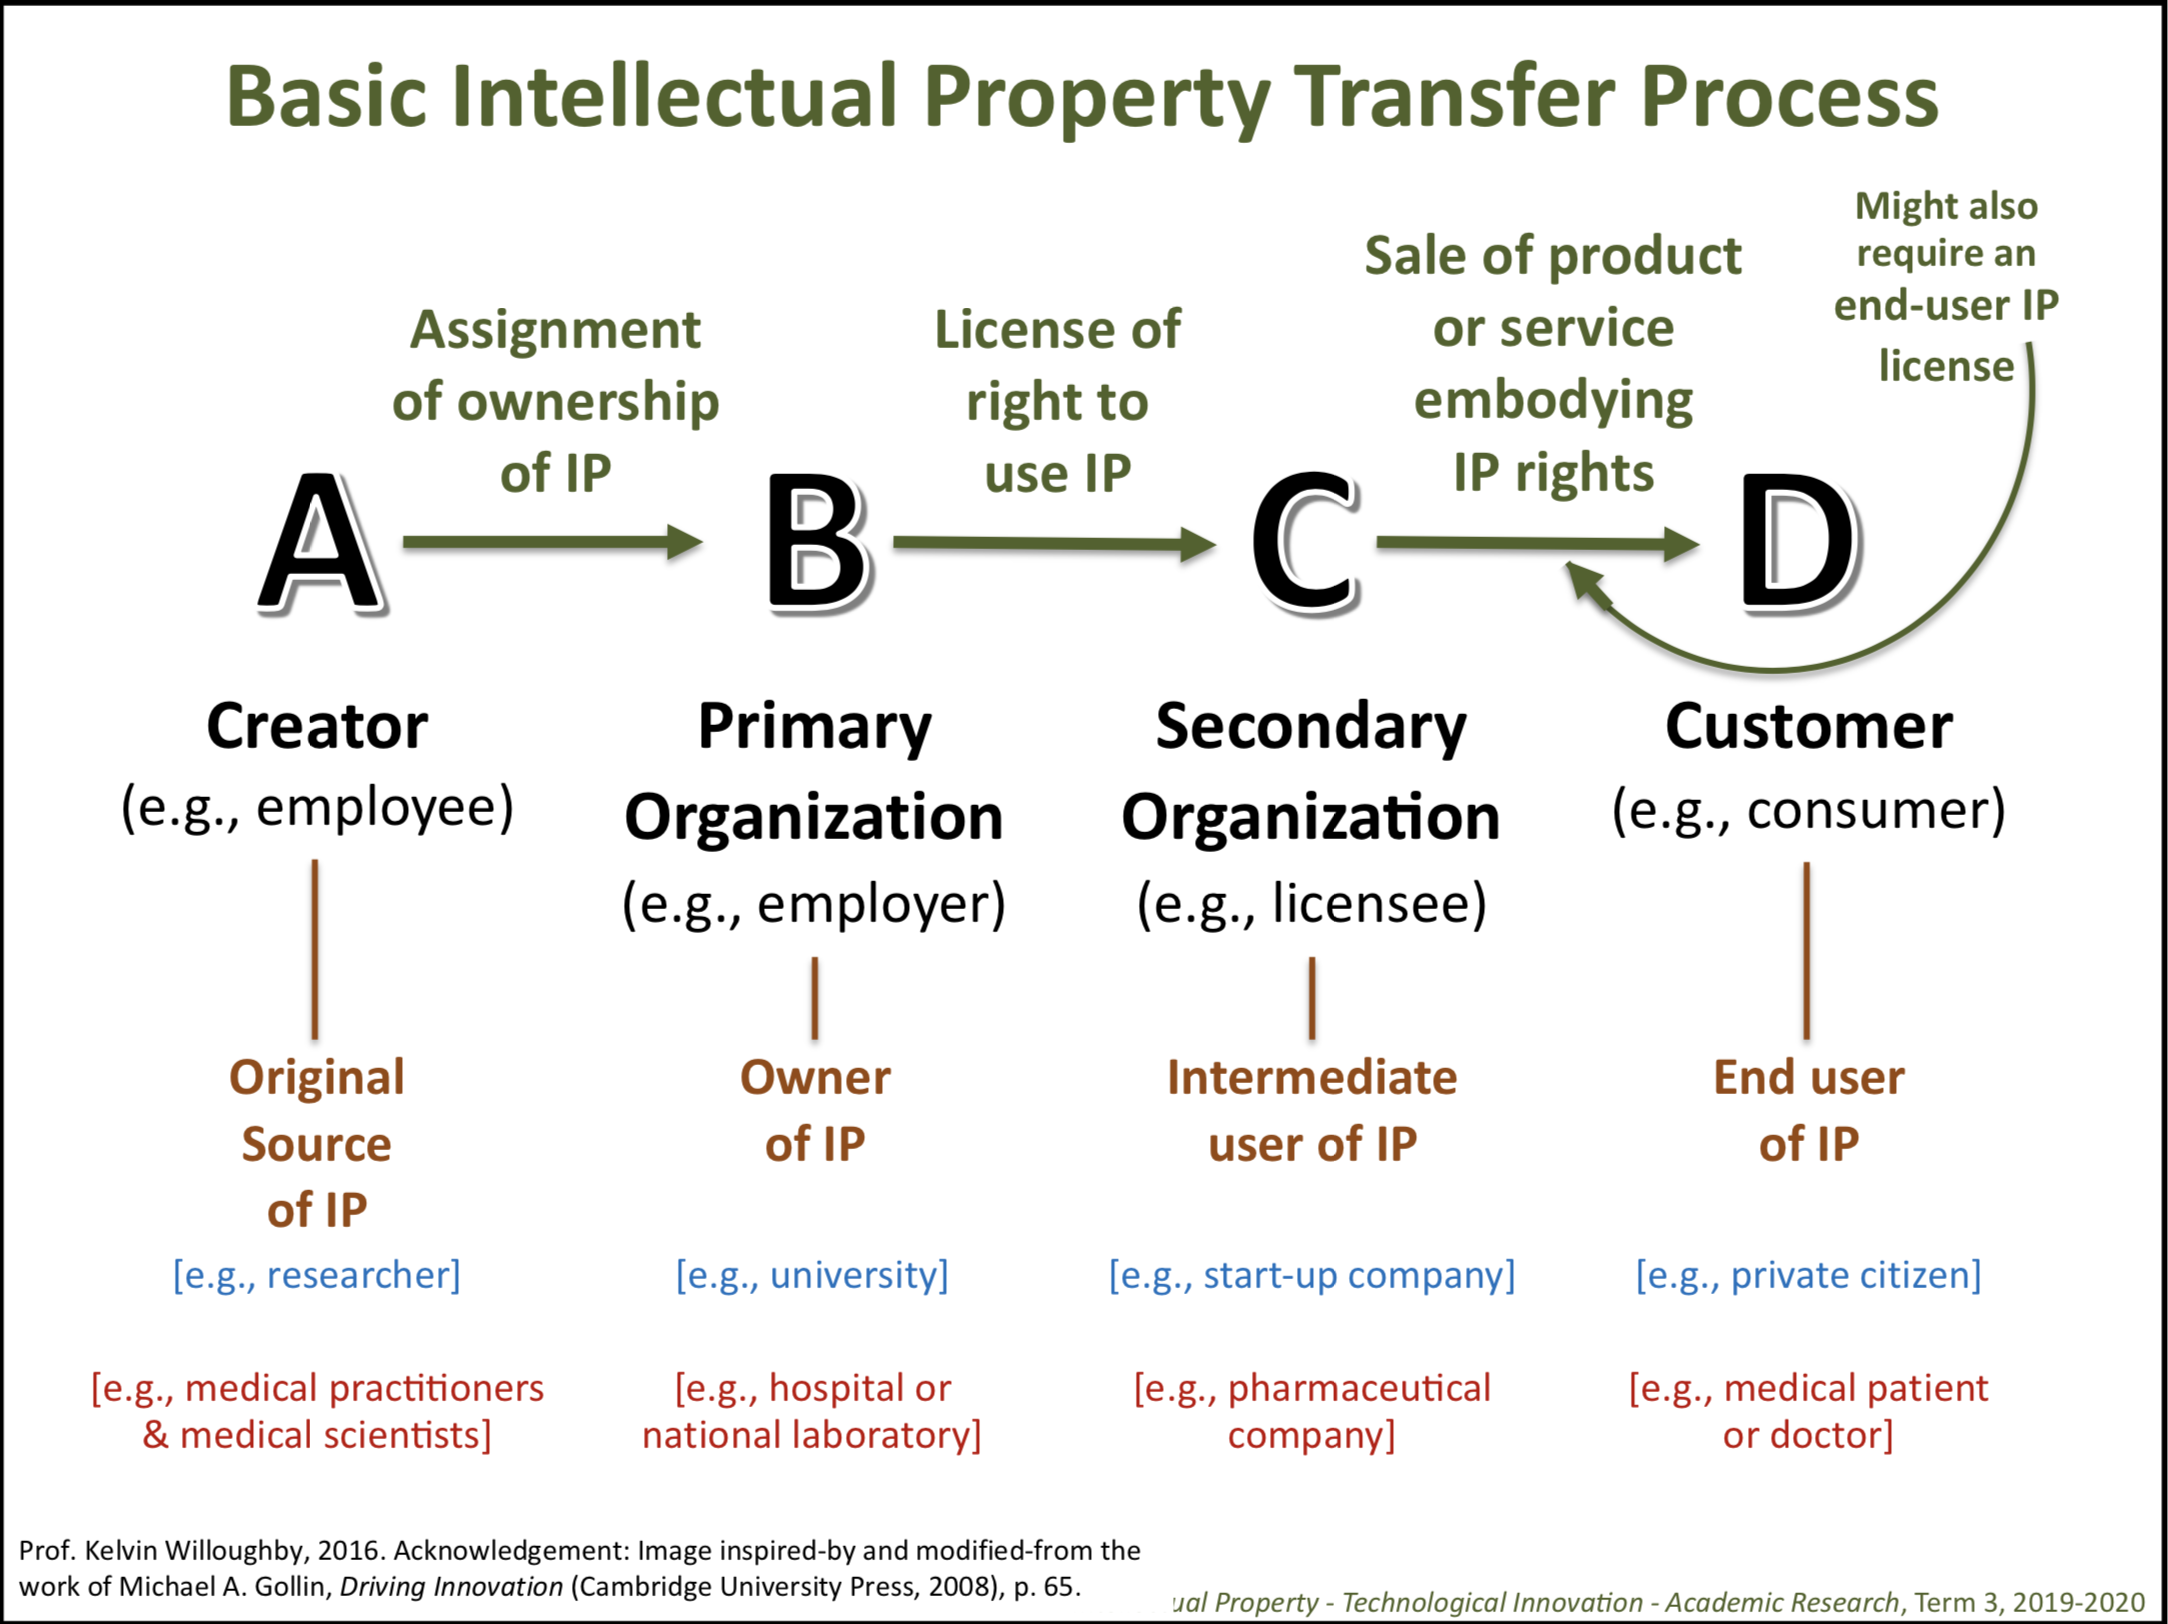 Basic Intellectual Property Transfer Process
Might also
require an
end-user IP
license
Assignment
of ownership
of IP
License of
right to
use IP
Sale of product
or service
embodying
IP rights
A
B
C
D
Creator
(e.g., employee)
Primary
Organization
(e.g., employer)
Secondary
Organization
(e.g., licensee)
Customer
(e.g., consumer)
Original
Source
of IP
Owner
of IP
Intermediate
user of IP
End user
of IP
[e.g., researcher]
[e.g., university]
[e.g., start-up company]
[e.g., private citizen]
[e.g., medical practitioners
& medical scientists]
[e.g., hospital or
national laboratory]
[e.g., pharmaceutical
company]
[e.g., medical patient
or doctor]
Prof. Kelvin Willoughby, 2016. Acknowledgement: Image inspired-by and modified-from the
work of Michael A. Gollin, Driving Innovation (Cambridge University Press, 2008), p. 65.
Property - Technological Innovation - Academic Research, Term 3, 2019-2020